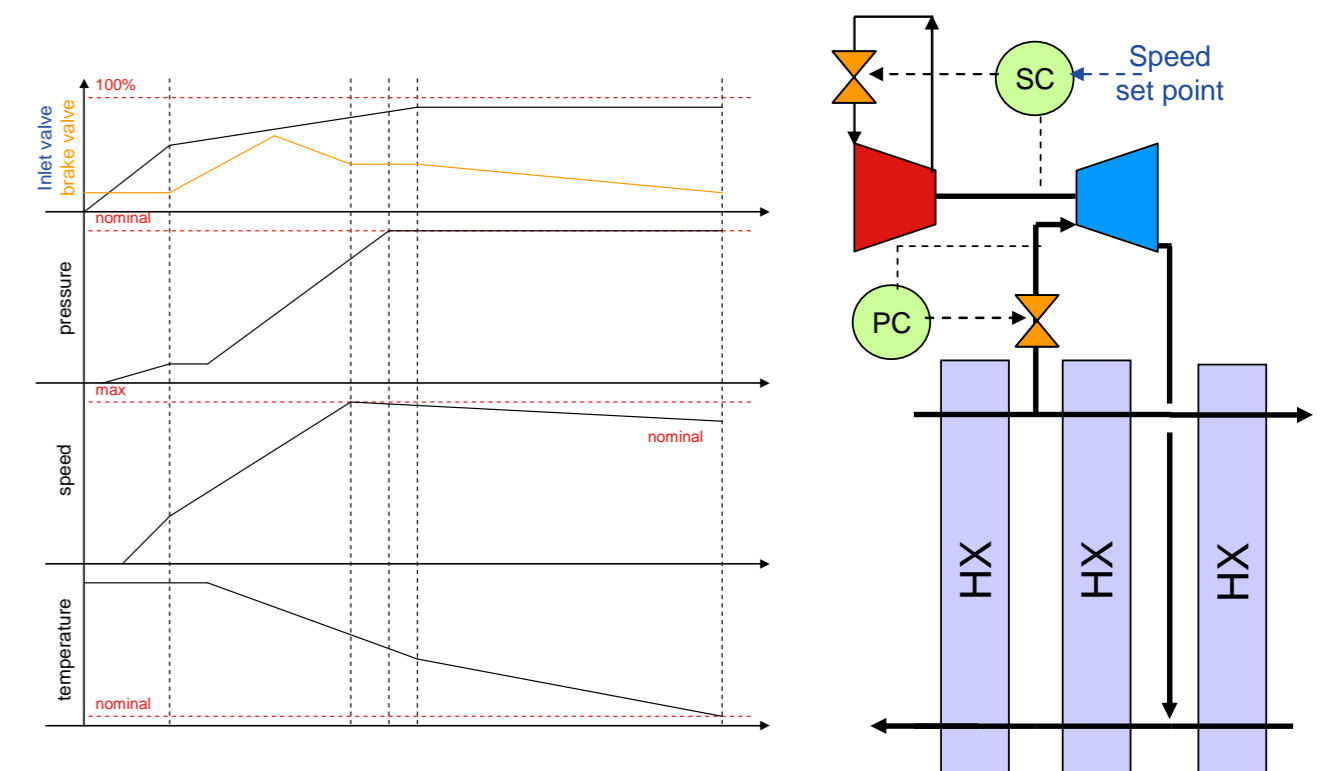 100%
Inlet valve
brake valve
nominal
pressure
max
speed
nominal
temperature
nominal
SC
Speed
set point
PC
HX
HX
HX